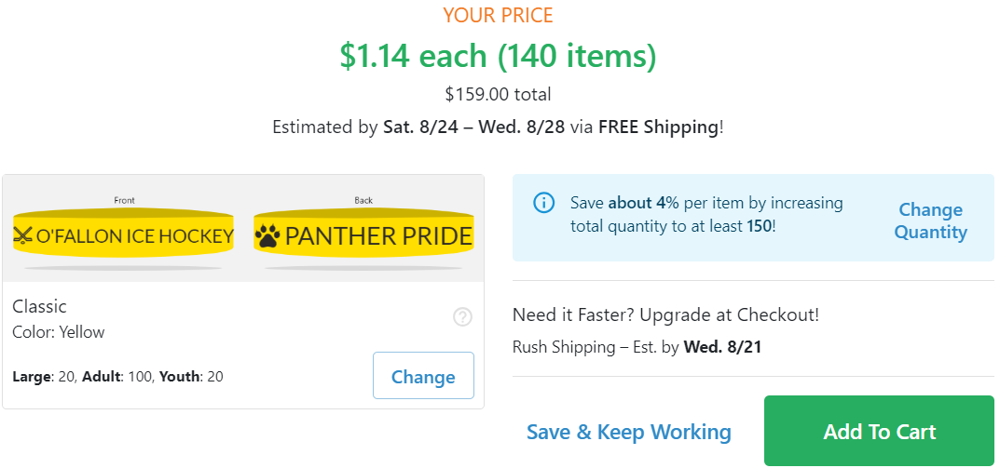 YOUR PRICE
$1.14 each (140 items)
$159.00 total
Estimated by Sat. 8/24 – Wed. 8/28 via FREE Shipping!
Front
Back
O'FALLON ICE HOCKEY
PANTHER PRIDE
Classic
Color: Yellow
?
Large: 20, Adult: 100, Youth: 20
Change
Save about 4% per item by increasing
total quantity to at least 150!
Change
Quantity
Need it Faster? Upgrade at Checkout!
Rush Shipping – Est. by Wed. 8/21
Save & Keep Working
Add To Cart